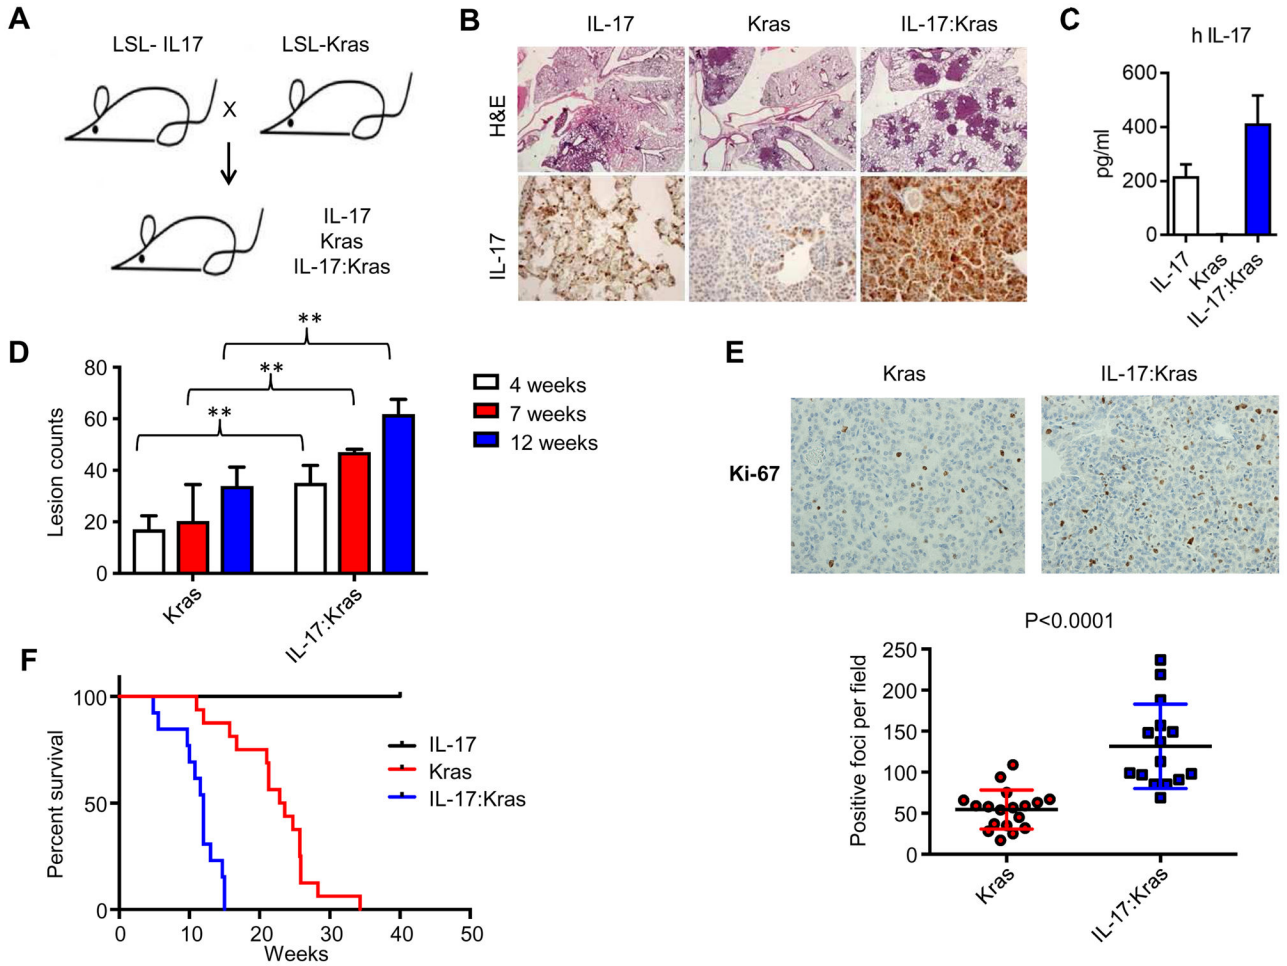 A
LSL- IL17
LSL-Kras
X
IL-17
Kras
IL-17:Kras
B
IL-17
Kras
IL-17:Kras
H&E
IL-17
C
h IL-17
600
400
200
0
pg/ml
IL-17
Kras
IL-17:Kras
D
**
**
**
80
60
40
20
0
Lesion counts
Kras
IL-17:Kras
4 weeks
7 weeks
12 weeks
E
Kras
IL-17:Kras
Ki-67
P<0.0001
250
200
150
100
50
0
Positive foci per field
Kras
IL-17:Kras
F
100
50
0
Percent survival
0 10 20 30 40 50
Weeks
IL-17
Kras
IL-17:Kras